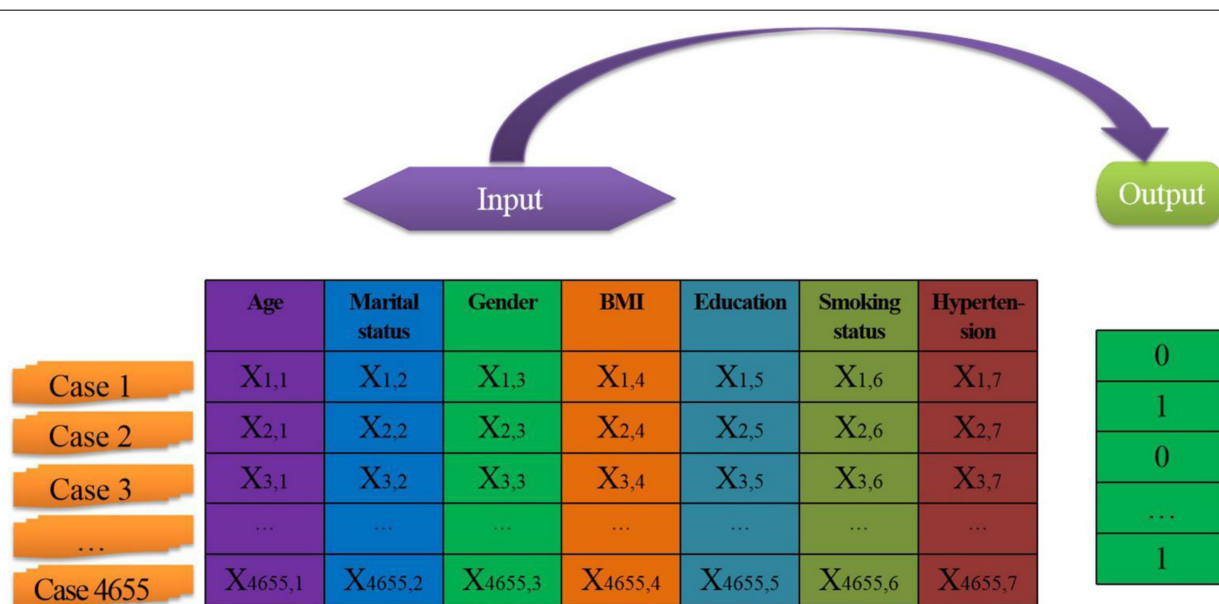 Input
Output
Age Marital status Gender BMI Education Smoking status Hyperten-sion
Case 1 X1,1 X1,2 X1,3 X1,4 X1,5 X1,6 X1,7 0
Case 2 X2,1 X2,2 X2,3 X2,4 X2,5 X2,6 X2,7 1
Case 3 X3,1 X3,2 X3,3 X3,4 X3,5 X3,6 X3,7 0
... ... ... ... ... ... ... ... ...
Case 4655 X4655,1 X4655,2 X4655,3 X4655,4 X4655,5 X4655,6 X4655,7 1